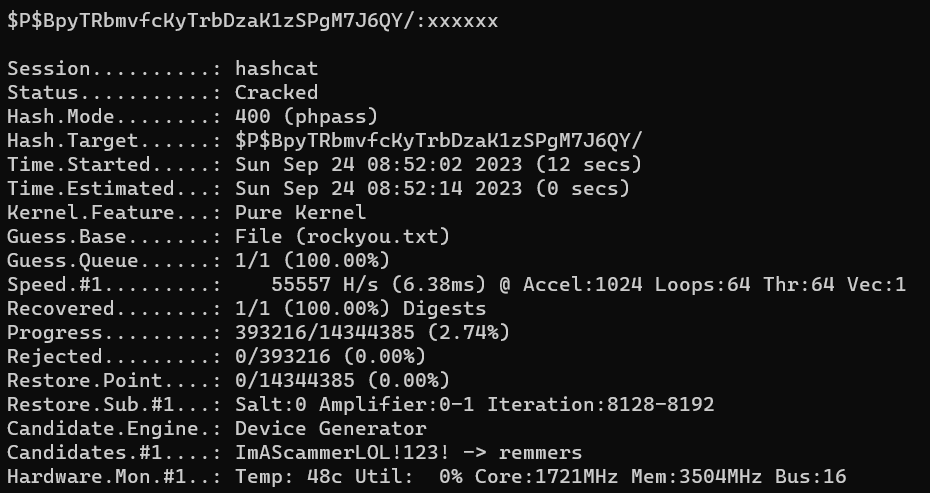 $P$BpyTRbmvfcKyTrbDzaK1zSPgM7J6QY/:xxxxxx
Session..........: hashcat
Status...........: Cracked
Hash.Mode........: 400 (phpass)
Hash.Target......: $P$BpyTRbmvfcKyTrbDzaK1zSPgM7J6QY/
Time.Started.....: Sun Sep 24 08:52:02 2023 (12 secs)
Time.Estimated...: Sun Sep 24 08:52:14 2023 (0 secs)
Kernel.Feature...: Pure Kernel
Guess.Base.......: File (rockyou.txt)
Guess.Queue......: 1/1 (100.00%)
Speed.#1.........:    55557 H/s (6.38ms) @ Accel:1024 Loops:64 Thr:64 Vec:1
Recovered........: 1/1 (100.00%) Digests
Progress.........: 393216/14344385 (2.74%)
Rejected.........: 0/393216 (0.00%)
Restore.Point....: 0/14344385 (0.00%)
Restore.Sub.#1...: Salt:0 Amplifier:0-1 Iteration:8128-8192
Candidate.Engine.: Device Generator
Candidates.#1....: ImAScammerLOL!123! -> remmers
Hardware.Mon.#1..: Temp: 48c Util:  0% Core:1721MHz Mem:3504MHz Bus:16